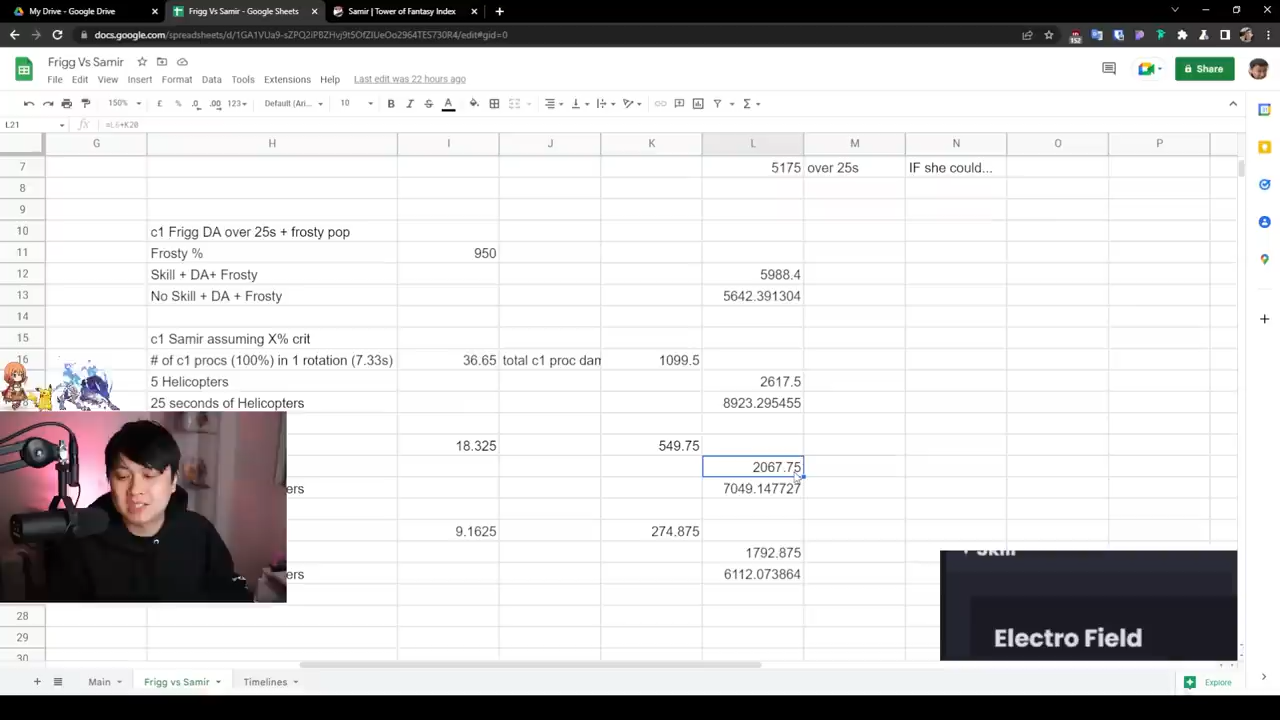 My Drive - Google Drive
Frigg Vs Samir - Google Sheets
Samir | Tower of Fantasy Index
docs.google.com/spreadsheets/d/1GA1VUa9-sZPQ2iPBZHvj9t5OfZIUeOo2964TES730R4/edit#gid=0
152
Frigg Vs Samir
File Edit View Insert Format Data Tools Extensions Help Last edit was 22 hours ago
Share
150% £ % .0 .00 123 Default (Ari... 10 B I S A
L21 fx =L6+K20
G H I J K L M N O P
7 5175 over 25s IF she could...
8
9
10 c1 Frigg DA over 25s + frosty pop
11 Frosty % 950
12 Skill + DA+ Frosty 5988.4
13 No Skill + DA + Frosty 5642.391304
14
15 c1 Samir assuming X% crit
16 # of c1 procs (100%) in 1 rotation (7.33s) 36.65 total c1 proc dam 1099.5
5 Helicopters 2617.5
25 seconds of Helicopters 8923.295455
18.325 549.75
2067.75
ers 7049.147727
9.1625 274.875
1792.875
ers 6112.073864
28
29
30
Skill
Electro Field
Main Frigg vs Samir Timelines
Explore